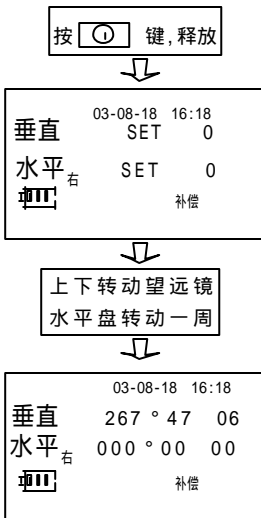 按 键,释放
03-08-18 16:18
垂直 SET 0
水平右 SET 0
补偿
上下转动望远镜
水平盘转动一周
03-08-18 16:18
垂直 267°47 06
水平右 000°00 00
补偿